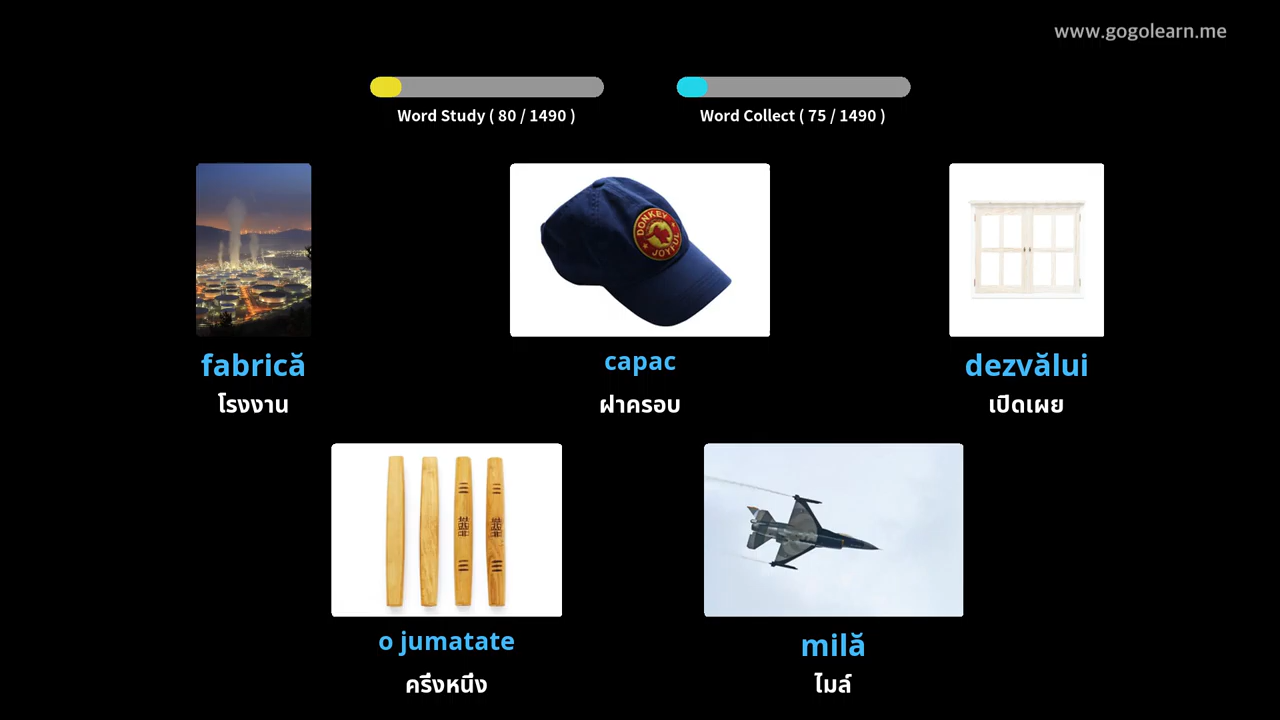 www.gogolearn.me
Word Study ( 80 / 1490 )
Word Collect ( 75 / 1490 )
DONKEY
JOYFUL
fabrică
โรงงาน
capac
ฝาครอบ
dezvălui
เปิดเผย
o jumatate
ครึ่งหนึ่ง
milă
ไมล์